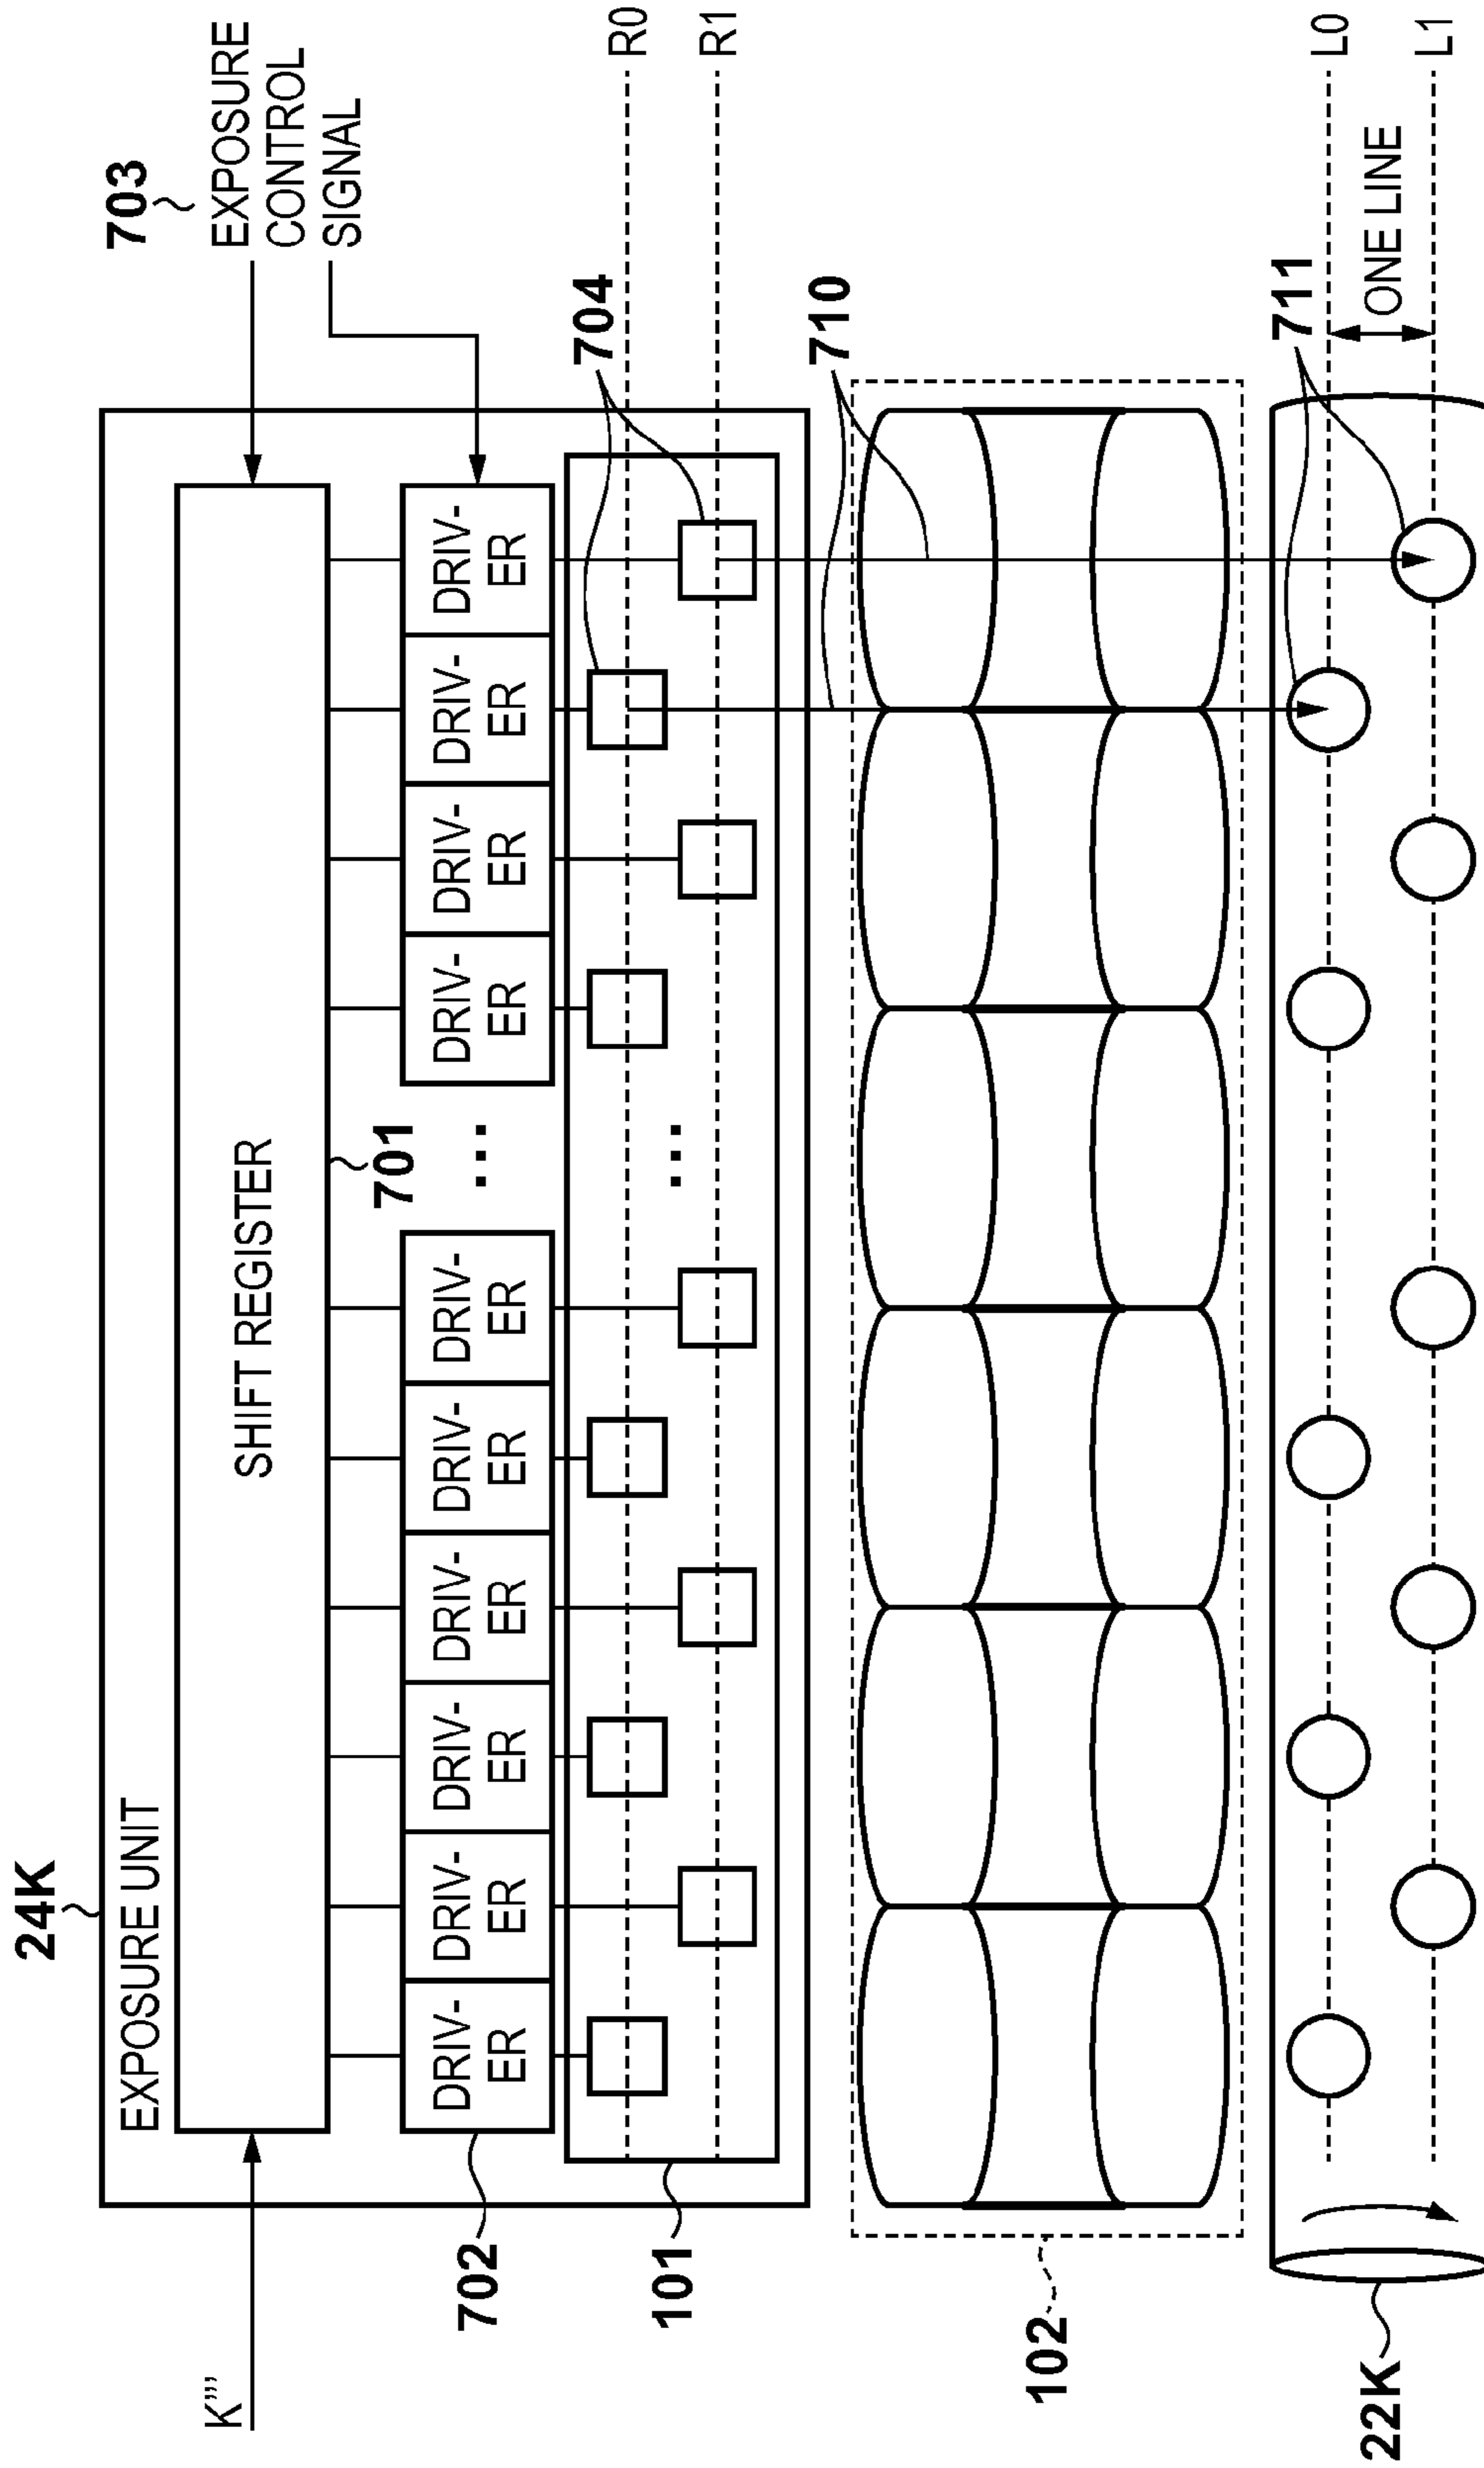 24K
EXPOSURE UNIT
K'''
SHIFT REGISTER
701
703
EXPOSURE
CONTROL
SIGNAL
702
DRIV-
ER
DRIV-
ER
DRIV-
ER
DRIV-
ER
DRIV-
ER
DRIV-
ER
...
DRIV-
ER
DRIV-
ER
DRIV-
ER
DRIV-
ER
704
101
...
R0
R1
710
102
711
22K
L0
ONE LINE
L1